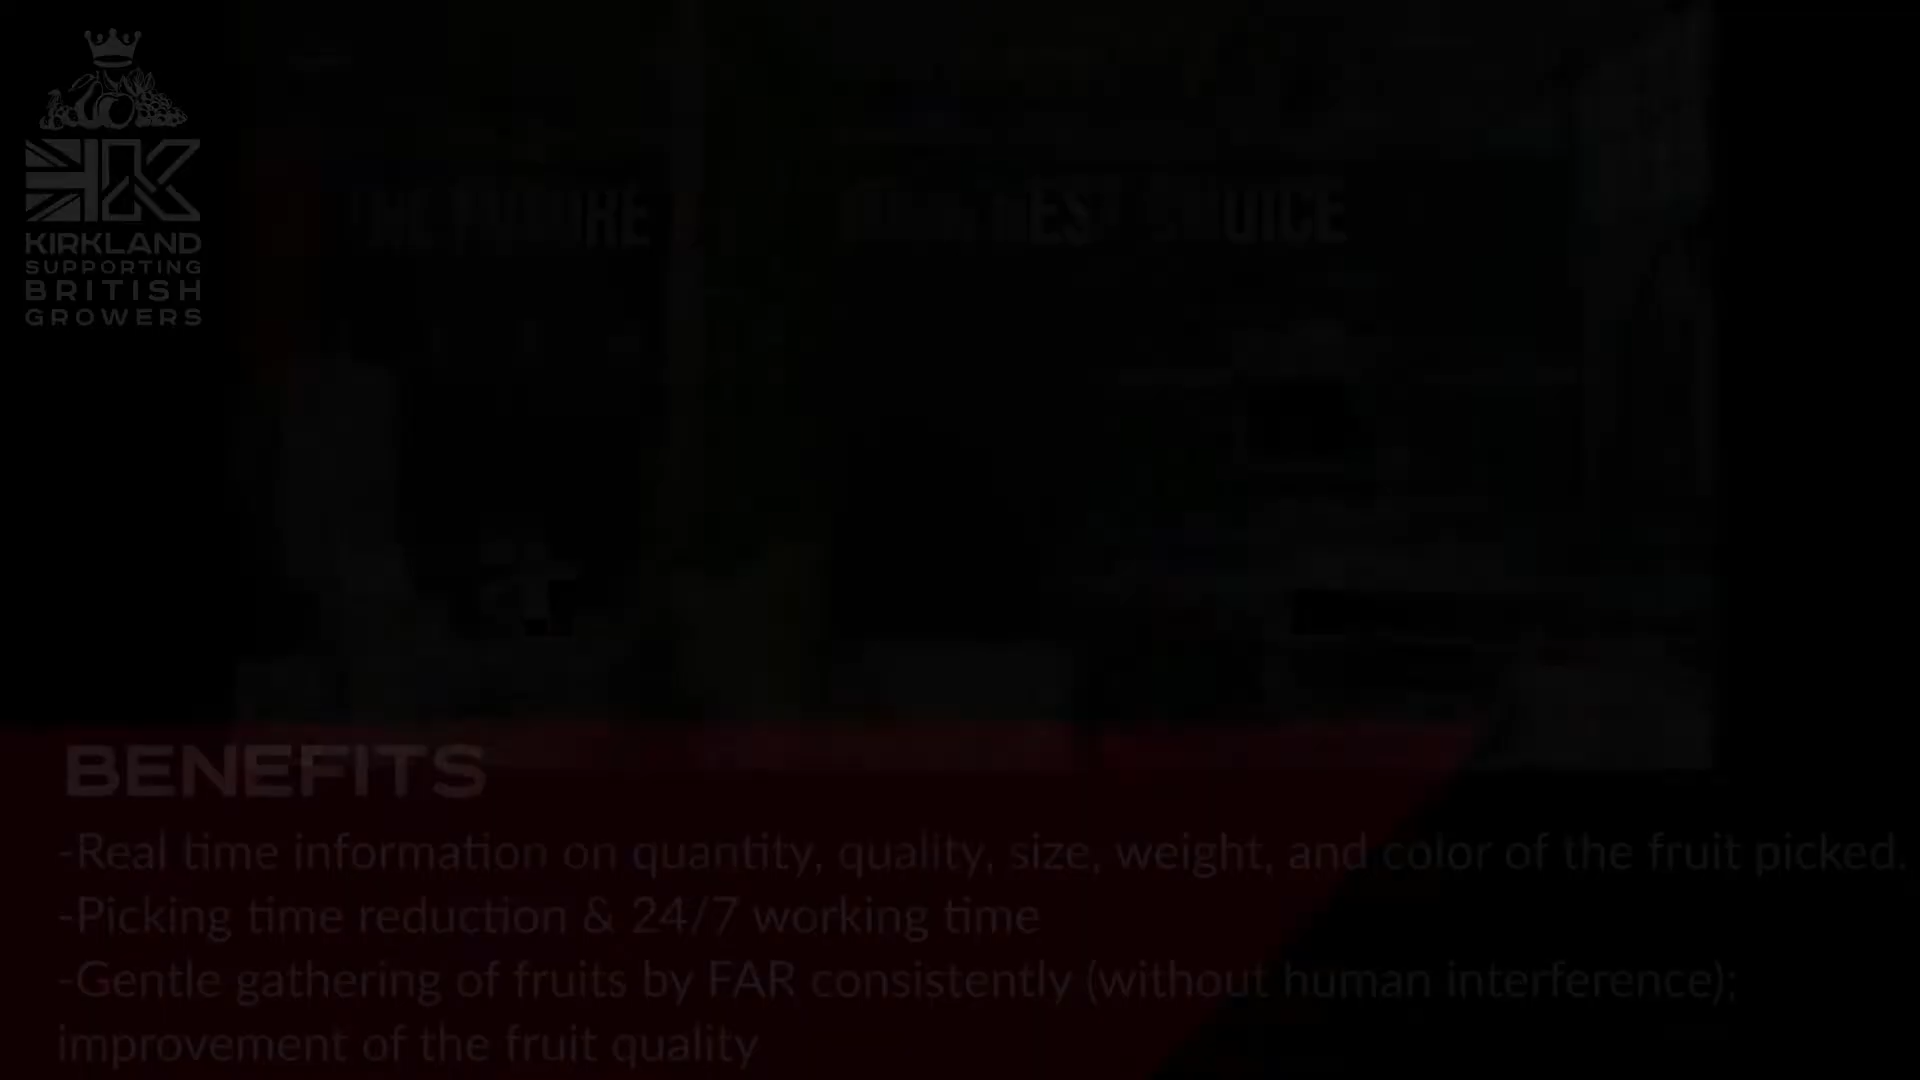 KIRKLAND
SUPPORTING
BRITISH
GROWERS
BENEFITS
-Real time information on quantity, quality, size, weight, and color of the fruit picked.
-Picking time reduction & 24/7 working time
-Gentle gathering of fruits by FAR consistently (without human interference);
improvement of the fruit quality